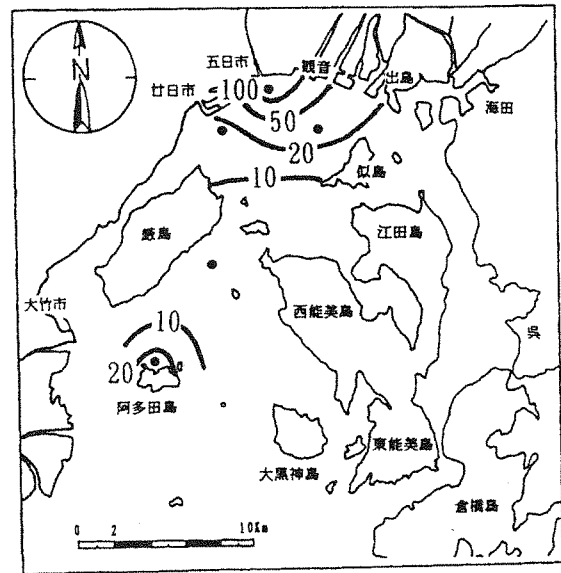 N
五日市
観音
出島
廿日市
100
海田
50
20
似島
10
厳島
江田島
大竹市
西能美島
呉
10
20
阿多田島
東能美島
大黒神島
倉橋島
0 2 10Km